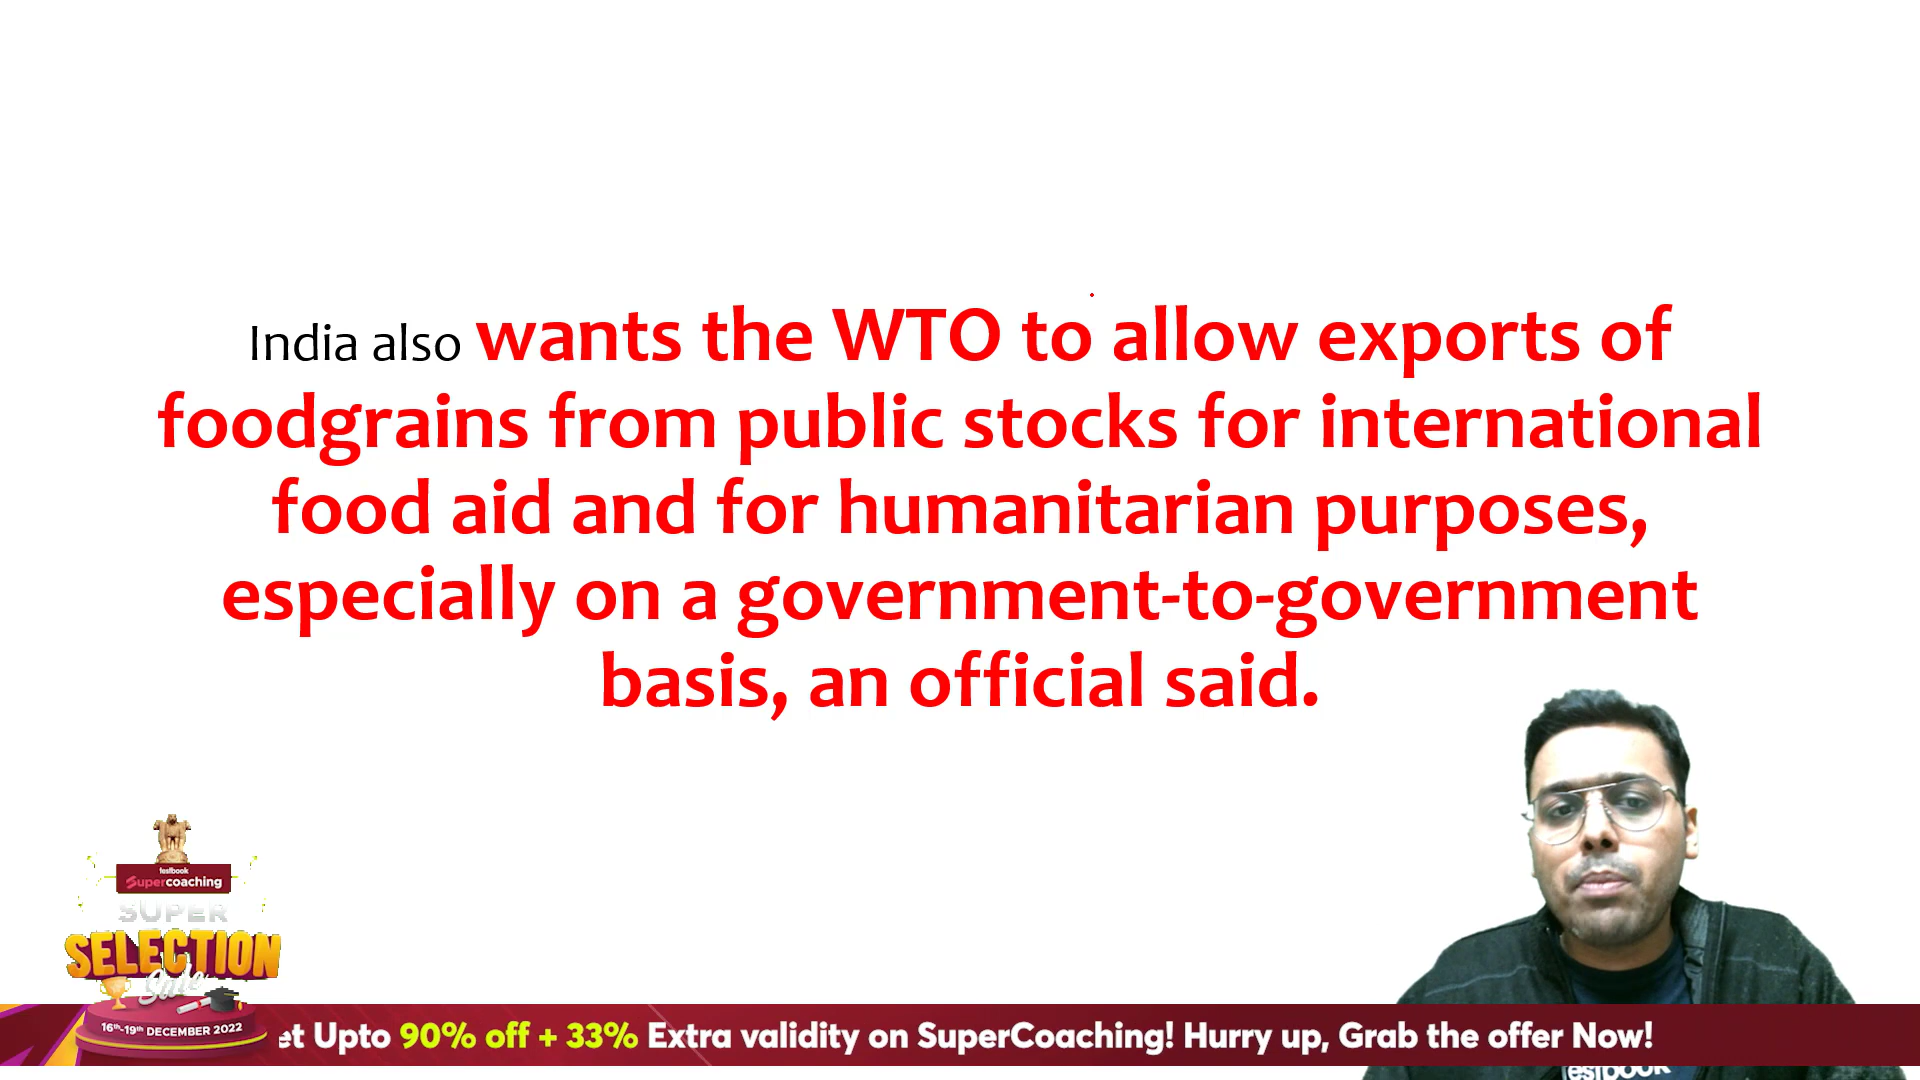 India also wants the WTO to allow exports of
foodgrains from public stocks for international
food aid and for humanitarian purposes,
especially on a government-to-government
basis, an official said.
testbook
Supercoaching
SUPER
SELECTION
Sale
16th-19th DECEMBER 2022
et Upto 90% off + 33% Extra validity on SuperCoaching! Hurry up, Grab the offer Now!